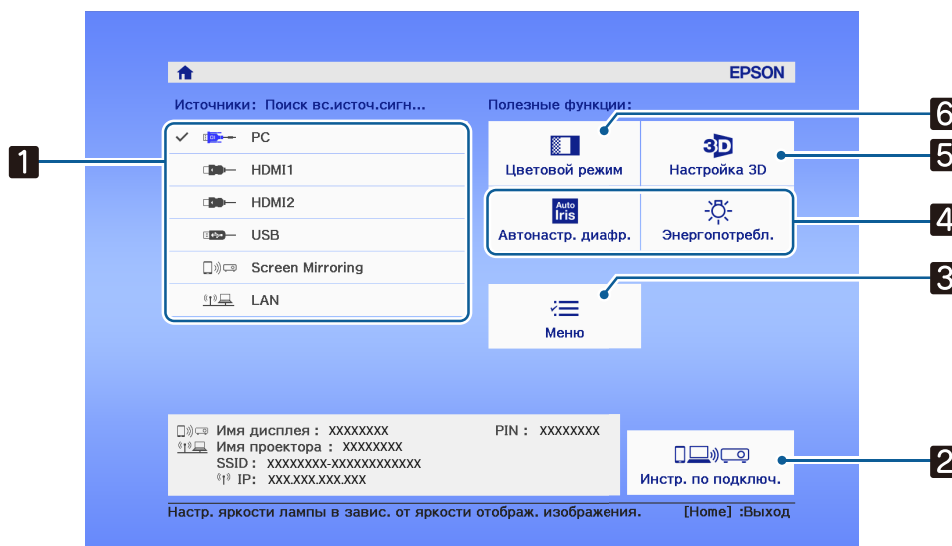 EPSON
Источники: Поиск вс.источ.сигн...
Полезные функции:
PC
HDMI1
HDMI2
USB
Screen Mirroring
LAN
3D
Цветовой режим
Настройка 3D
Auto
Iris
Автонастр. диафр.
Энергопотребл.
Меню
Имя дисплея : XXXXXXXX
PIN : XXXXXXXX
Имя проектора : XXXXXXXX
SSID : XXXXXXXX-XXXXXXXXXXXX
IP: XXX.XXX.XXX.XXX
Инстр. по подключ.
Настр. яркости лампы в завис. от яркости отображ. изображения.
[Home] :Выход
1
6
5
4
3
2